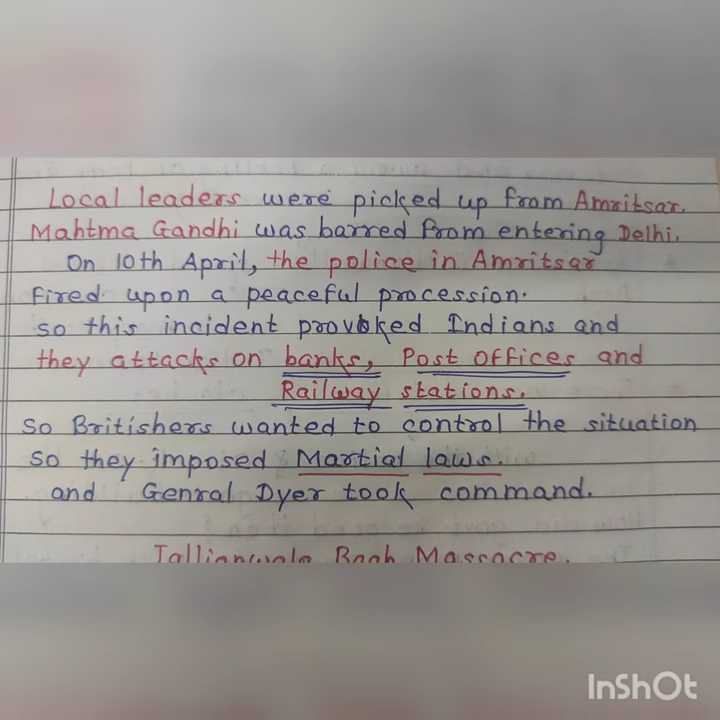 Local leaders were picked up from Amritsar.
Mahtma Gandhi was barred from entering Delhi.
On 10th April, the police in Amritsar
fired upon a peaceful procession.
so this incident provoked Indians and
they attacks on banks, Post offices and
Railway stations.
So Britishers wanted to control the situation
so they imposed Martial laws.
and Genral Dyer took command.
Jallianwala Bagh Massacre.
InShOt